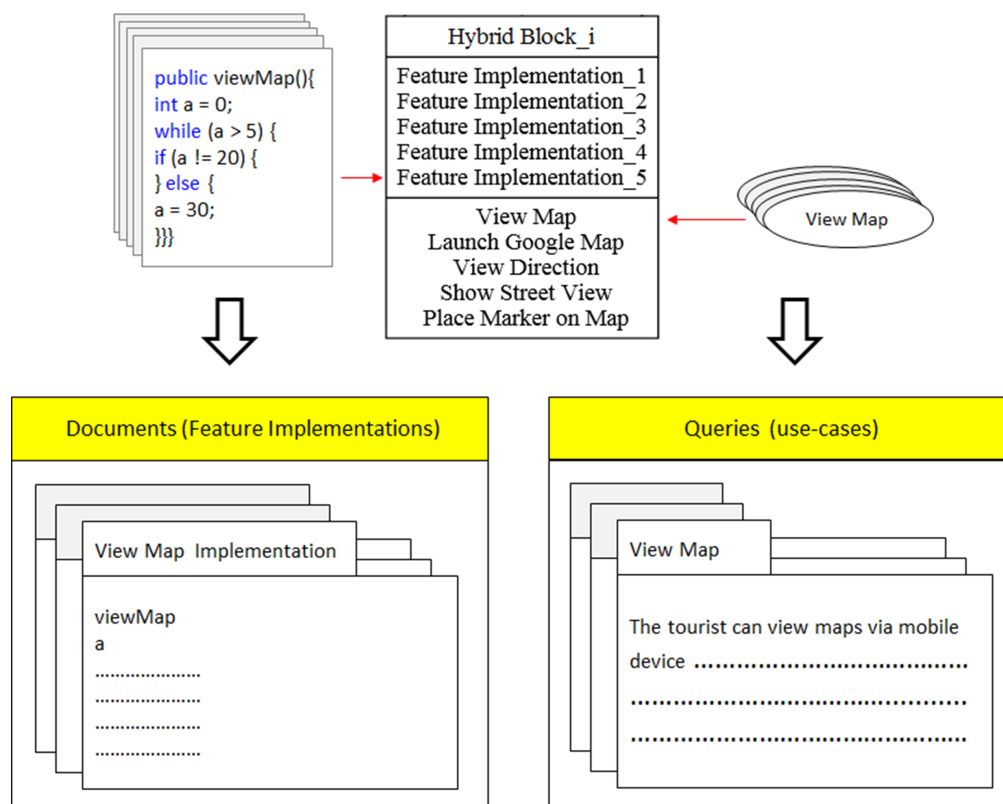 public viewMap(){
int a = 0;
while (a > 5) {
if (a != 20) {
} else {
a = 30;
}}}
Hybrid Block_i
Feature Implementation_1
Feature Implementation_2
Feature Implementation_3
Feature Implementation_4
Feature Implementation_5
View Map
Launch Google Map
View Direction
Show Street View
Place Marker on Map
View Map
Documents (Feature Implementations)
View Map Implementation
viewMap
a
.....................
.....................
.....................
.....................
Queries (use-cases)
View Map
The tourist can view maps via mobile
device .......................................
................................................
................................................